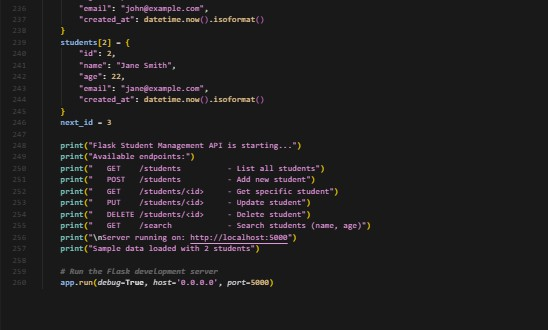 236 "email": "john@example.com",
237 "created_at": datetime.now().isoformat()
238 }
239 students[2] = {
240 "id": 2,
241 "name": "Jane Smith",
242 "age": 22,
243 "email": "jane@example.com",
244 "created_at": datetime.now().isoformat()
245 }
246 next_id = 3
247
248 print("Flask Student Management API is starting...")
249 print("Available endpoints:")
250 print("   GET    /students          - List all students")
251 print("   POST   /students          - Add new student")
252 print("   GET    /students/<id>     - Get specific student")
253 print("   PUT    /students/<id>     - Update student")
254 print("   DELETE /students/<id>     - Delete student")
255 print("   GET    /search            - Search students (name, age)")
256 print("\nServer running on: http://localhost:5000")
257 print("Sample data loaded with 2 students")
258
259 # Run the Flask development server
260 app.run(debug=True, host='0.0.0.0', port=5000)